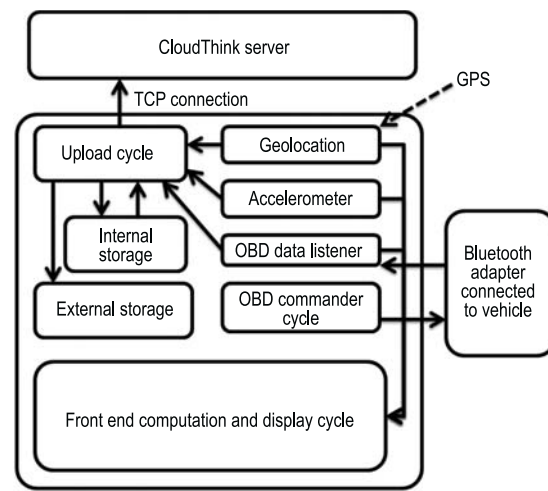 CloudThink server
TCP connection
GPS
Upload cycle
Geolocation
Accelerometer
Internal
storage
OBD data listener
External storage
OBD commander
cycle
Bluetooth
adapter
connected
to vehicle
Front end computation and display cycle